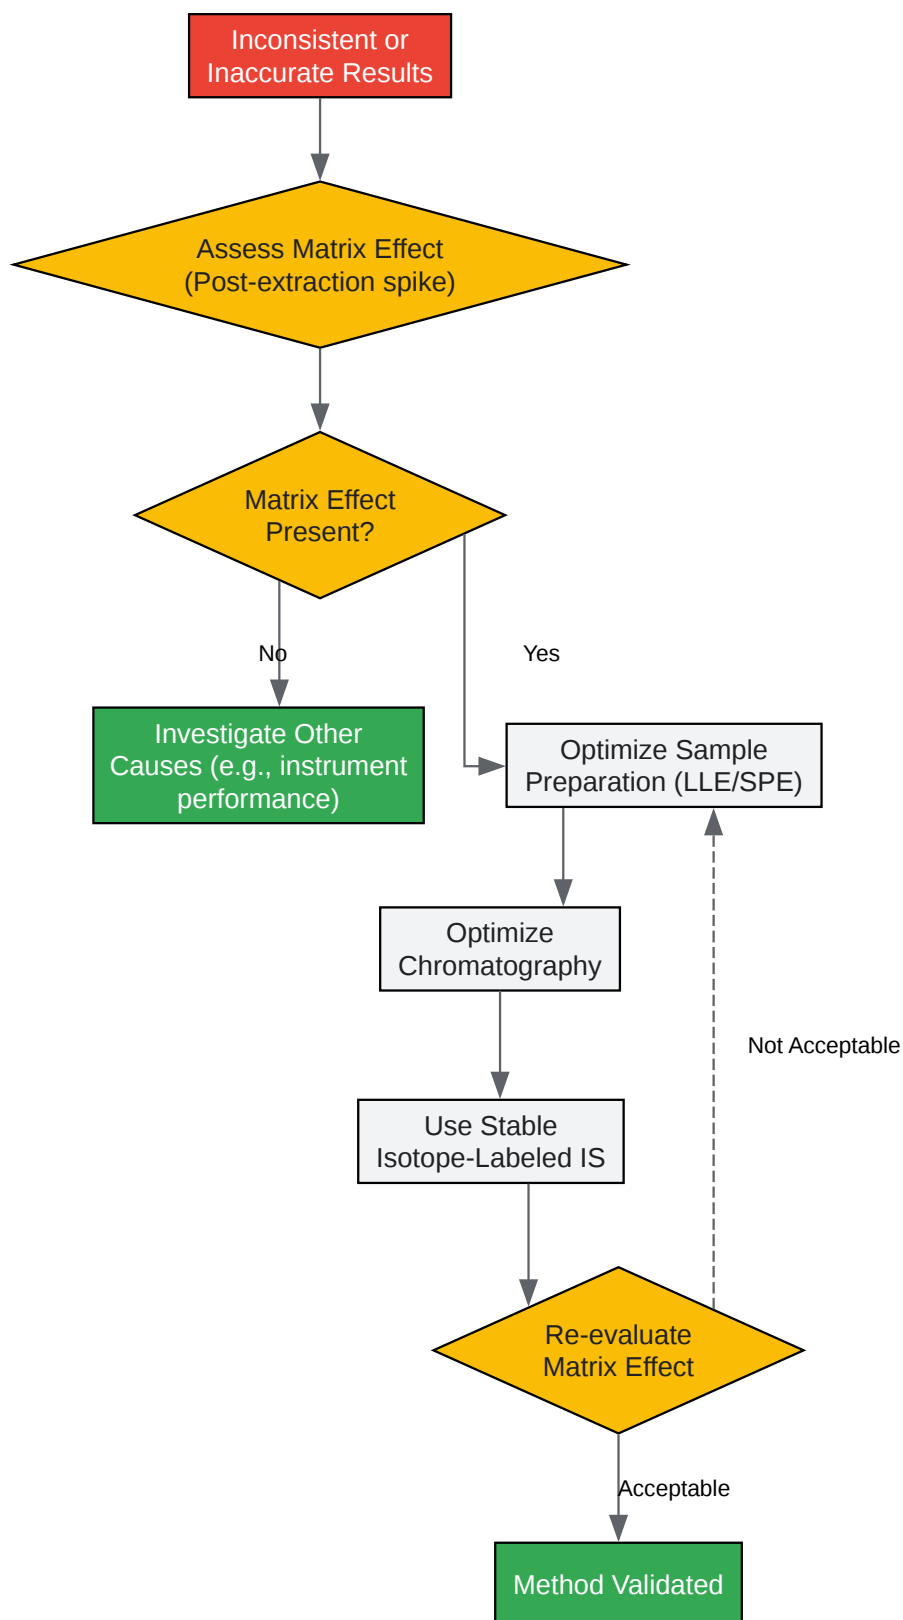 Inconsistent or
Inaccurate Results
Assess Matrix Effect
(Post-extraction spike)
Matrix Effect
Present?
No
Yes
Investigate Other
Causes (e.g., instrument
performance)
Optimize Sample
Preparation (LLE/SPE)
Optimize
Chromatography
Not Acceptable
Use Stable
Isotope-Labeled IS
Re-evaluate
Matrix Effect
Acceptable
Method Validated